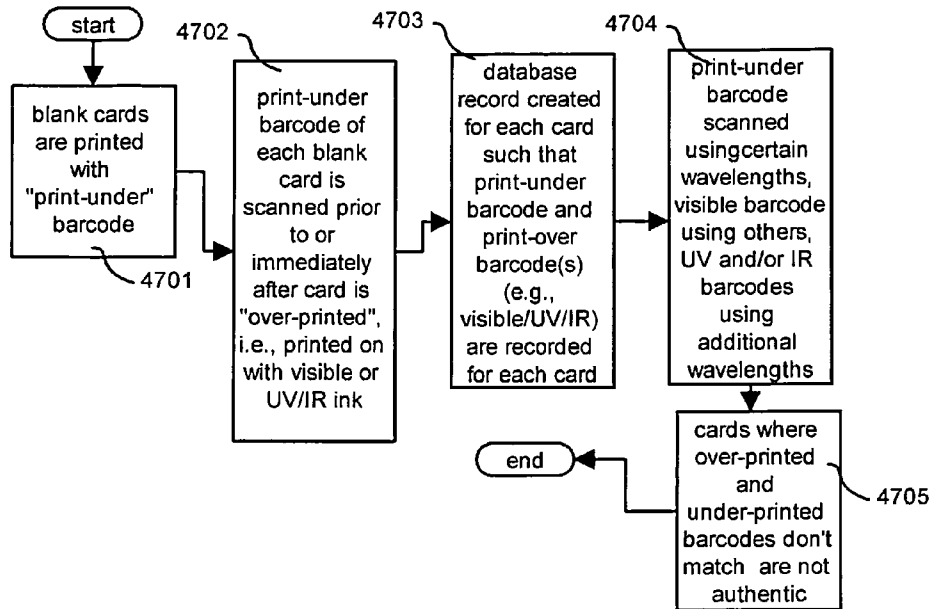 start
4701
blank cards
are printed
with
"print-under"
barcode
4702
print-under
barcode of
each blank
card is
scanned prior
to or
immediately
after card is
"over-printed",
i.e., printed on
with visible or
UV/IR ink
4703
database
record created
for each card
such that
print-under
barcode and
print-over
barcode(s)
(e.g.,
visible/UV/IR)
are recorded
for each card
4704
print-under
barcode
scanned
usingcertain
wavelengths,
visible barcode
using others,
UV and/or IR
barcodes
using
additional
wavelengths
4705
cards where
over-printed
and
under-printed
barcodes don't
match are not
authentic
end